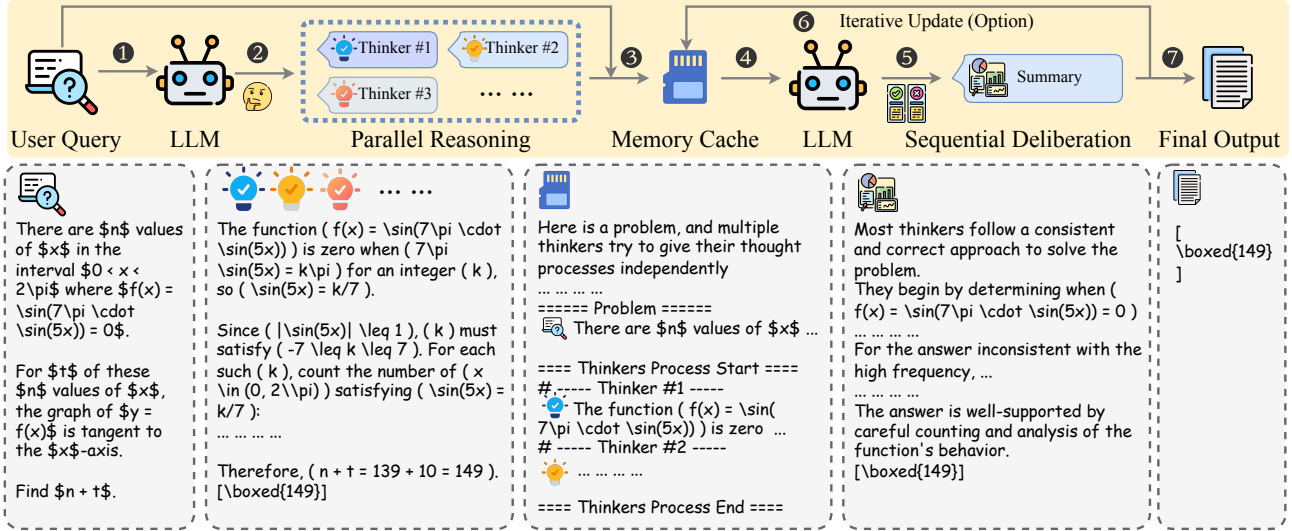 ❻ Iterative Update (Option)
❶ ❷ Thinker #1 Thinker #2 ❸ ❹ ❺ Summary ❼
Thinker #3 ... ...
User Query LLM Parallel Reasoning Memory Cache LLM Sequential Deliberation Final Output
There are $n$ values
of $x$ in the
interval $0 < x <
2\pi$ where $f(x) =
\sin(7\pi \cdot
\sin(5x)) = 0$.
For $t$ of these
$n$ values of $x$,
the graph of $y =
f(x)$ is tangent to
the $x$-axis.
Find $n + t$.
... ...
The function ( f(x) = \sin(7\pi \cdot
\sin(5x)) ) is zero when ( 7\pi
\sin(5x) = k\pi ) for an integer ( k ),
so ( \sin(5x) = k/7 ).
Since ( |\sin(5x)| \leq 1 ), ( k ) must
satisfy ( -7 \leq k \leq 7 ). For each
such ( k ), count the number of ( x
\in (0, 2\\pi) ) satisfying ( \sin(5x) =
k/7 ):
... ... ... ...
Therefore, ( n + t = 139 + 10 = 149 ).
[\boxed{149}]
Here is a problem, and multiple
thinkers try to give their thought
processes independently
... ... ... ...
====== Problem ======
There are $n$ values of $x$ ...
==== Thinkers Process Start ====
# ----- Thinker #1 -----
The function ( f(x) = \sin(
7\pi \cdot \sin(5x)) ) is zero ...
# ----- Thinker #2 -----
... ... ... ...
==== Thinkers Process End ====
Most thinkers follow a consistent
and correct approach to solve the
problem.
They begin by determining when (
f(x) = \sin(7\pi \cdot \sin(5x)) = 0 )
... ... ... ...
For the answer inconsistent with the
high frequency, ...
... ... ... ...
The answer is well-supported by
careful counting and analysis of the
function's behavior.
[\boxed{149}]
[
\boxed{149}
]